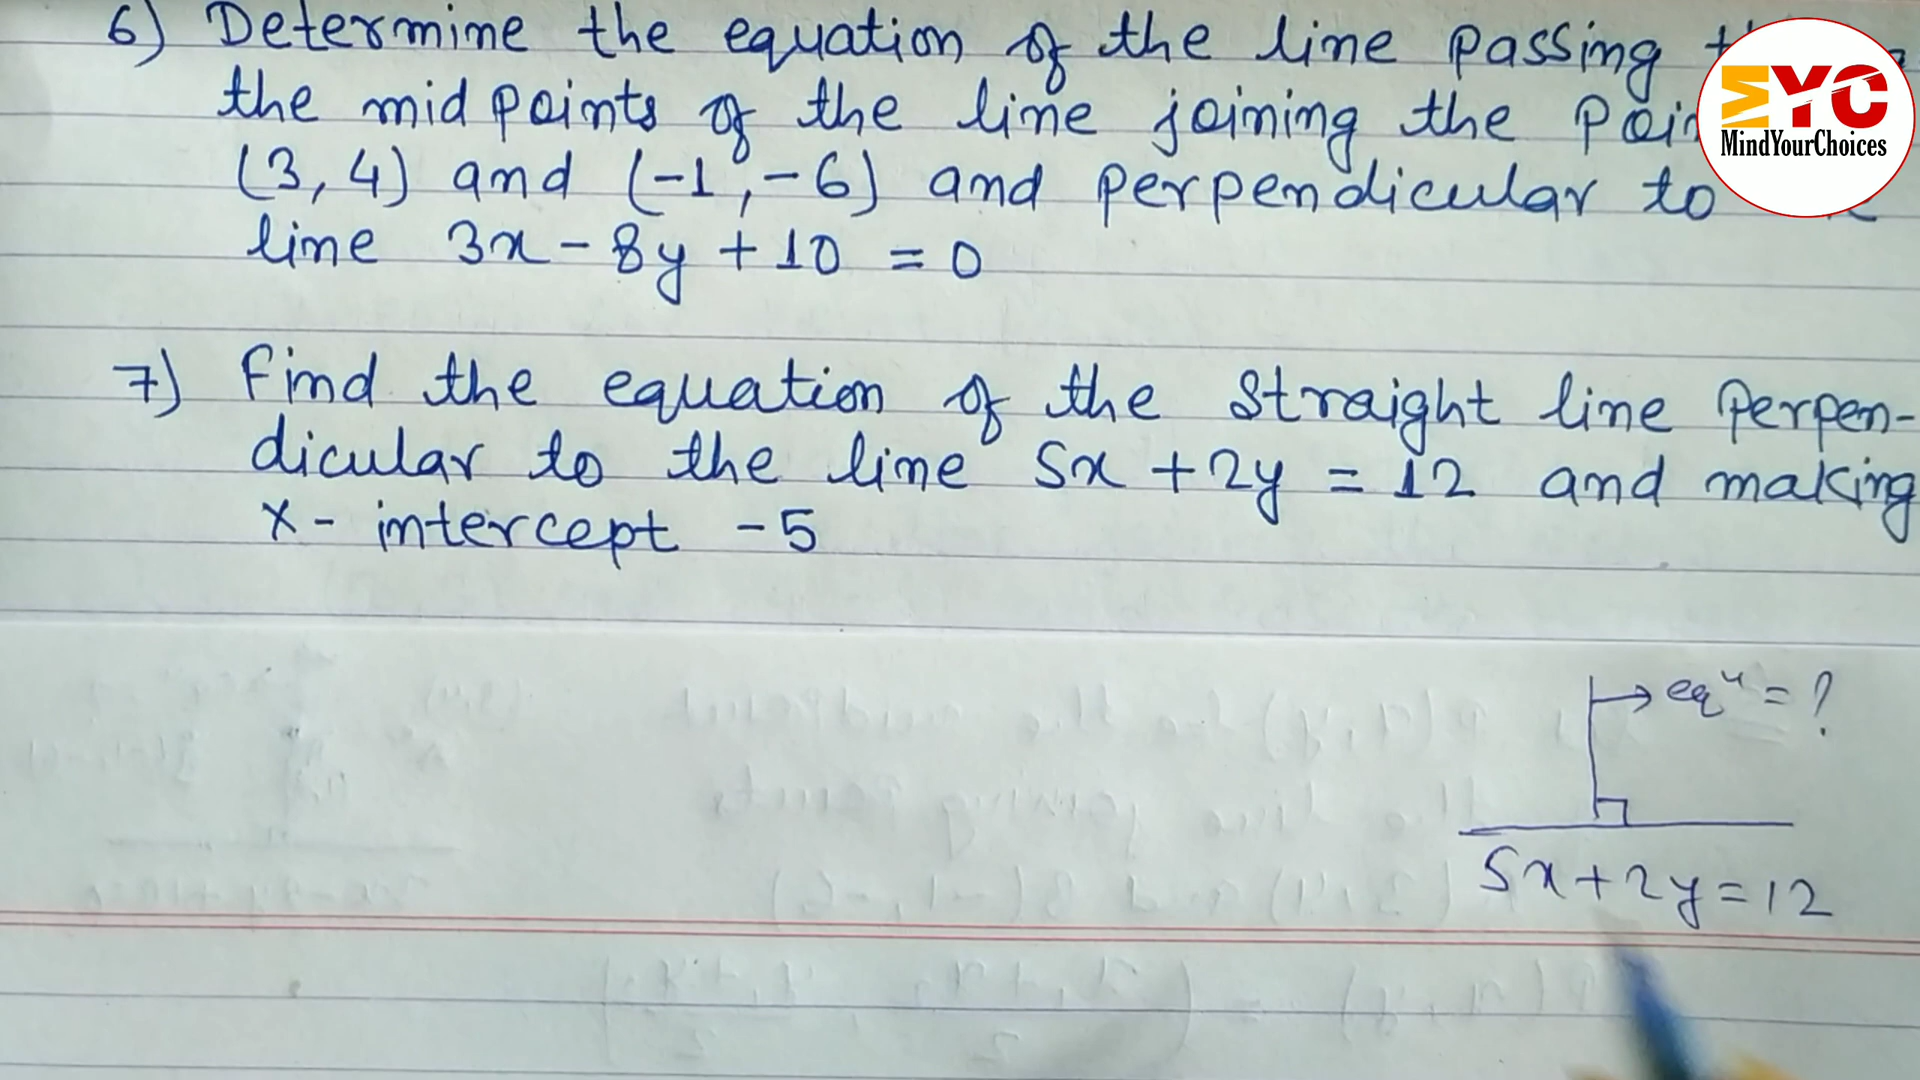 6) Determine the equation of the line passing
the mid points of the line joining the
(3, 4) and (-1, -6) and perpendicular to
line 3x - 8y + 10 = 0
7) Find the equation of the straight line perpen-
dicular to the line 5x + 2y = 12 and making
x - intercept -5
→ eqⁿ = ?
5x + 2y = 12
MYC
MindYourChoices